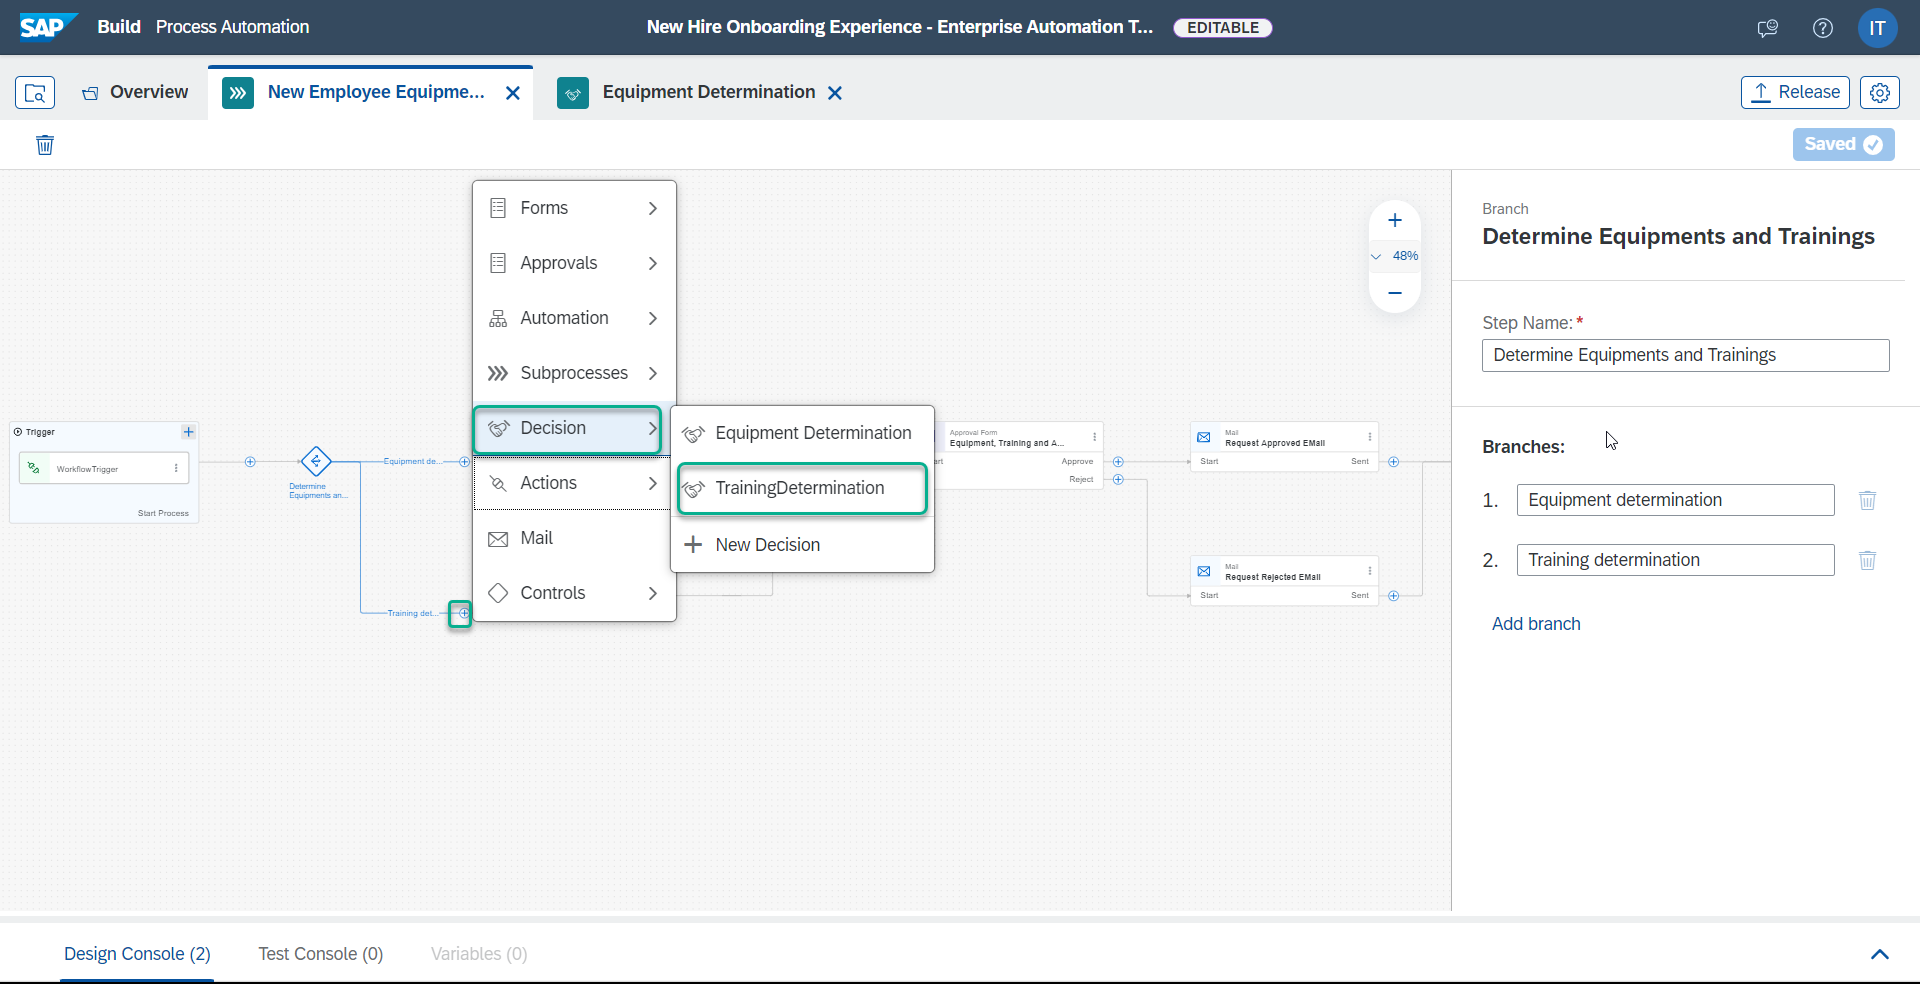 SAP Build Process Automation
New Hire Onboarding Experience - Enterprise Automation T...
EDITABLE
IT
Overview
New Employee Equipme...
Equipment Determination
Release
Saved
Forms
Approvals
Automation
Subprocesses
Decision
Actions
Mail
Controls
Equipment Determination
TrainingDetermination
New Decision
Trigger
WorkflowTrigger
Start Process
Determine
Equipments an...
Equipment de...
Training det...
Approval Form
Equipment, Training and A...
art
Approve
Reject
Mail
Request Approved EMail
Start
Sent
Mail
Request Rejected EMail
Start
Sent
48%
Branch
Determine Equipments and Trainings
Step Name: *
Determine Equipments and Trainings
Branches:
1. Equipment determination
2. Training determination
Add branch
Design Console (2)
Test Console (0)
Variables (0)